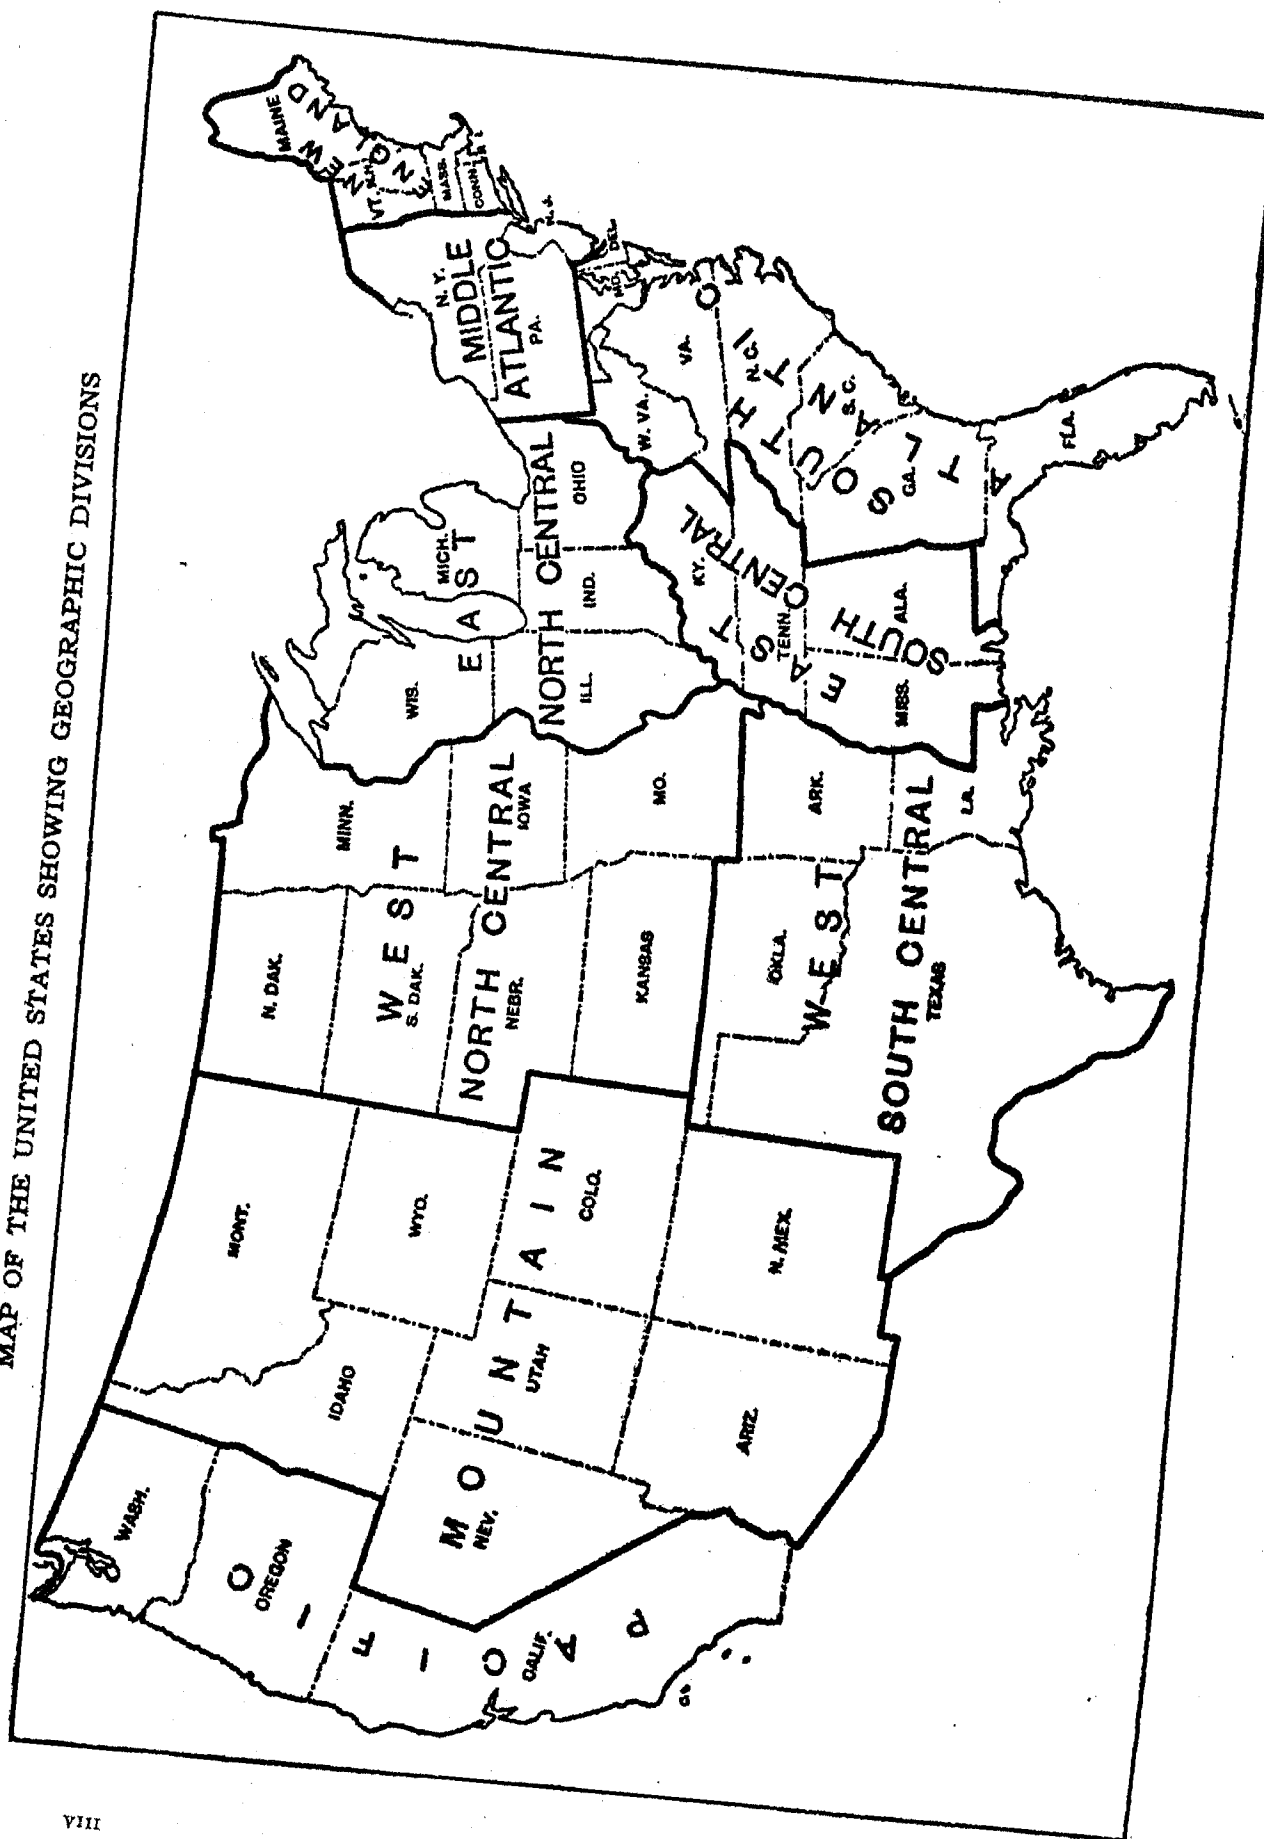 MAP OF THE UNITED STATES SHOWING GEOGRAPHIC DIVISIONS
WASH.
OREGON
CALIF.
PACIFIC
MONT.
IDAHO
WYO.
NEV.
UTAH
COLO.
ARIZ.
N. MEX.
MOUNTAIN
N. DAK.
S. DAK.
NEBR.
KANSAS
MINN.
IOWA
MO.
WEST
NORTH CENTRAL
OKLA.
TEXAS
ARK.
LA.
WEST
SOUTH CENTRAL
WIS.
MICH.
ILL.
IND.
OHIO
EAST
NORTH CENTRAL
KY.
TENN.
MISS.
ALA.
EAST
SOUTH CENTRAL
N. Y.
PA.
N. J.
MIDDLE
ATLANTIC
MAINE
VT.
N.H.
MASS.
CONN.
R. I.
NEW
ENGLAND
DEL.
MD.
VA.
W. VA.
N.C.
S.C.
GA.
FLA.
SOUTH
ATLANTIC
VIII